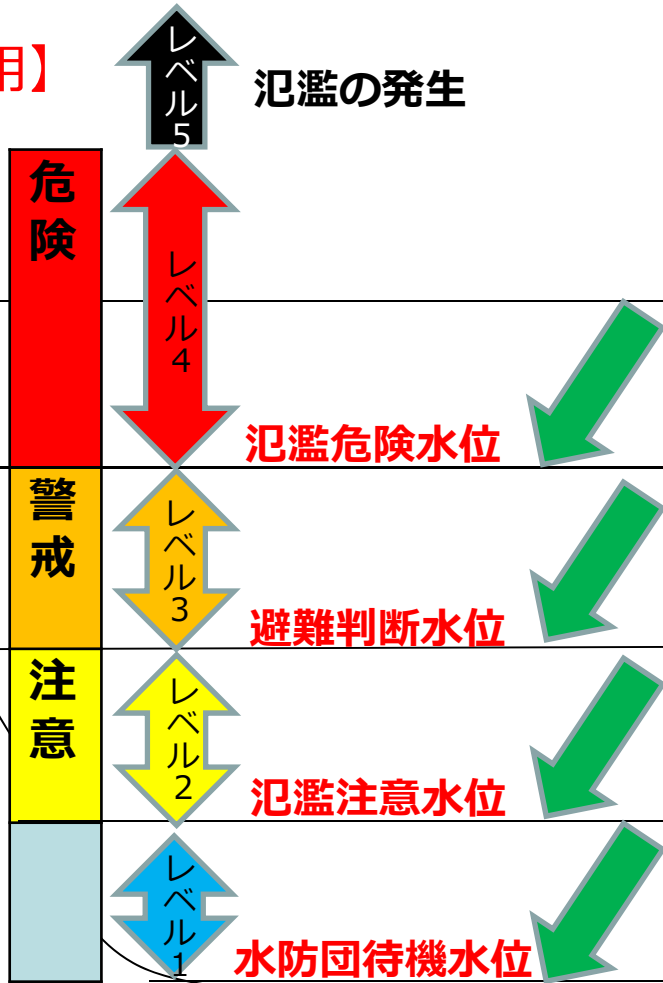 用】
レベル5
氾濫の発生
危険
レベル4
氾濫危険水位
警戒
レベル3
避難判断水位
注意
レベル2
氾濫注意水位
レベル1
水防団待機水位